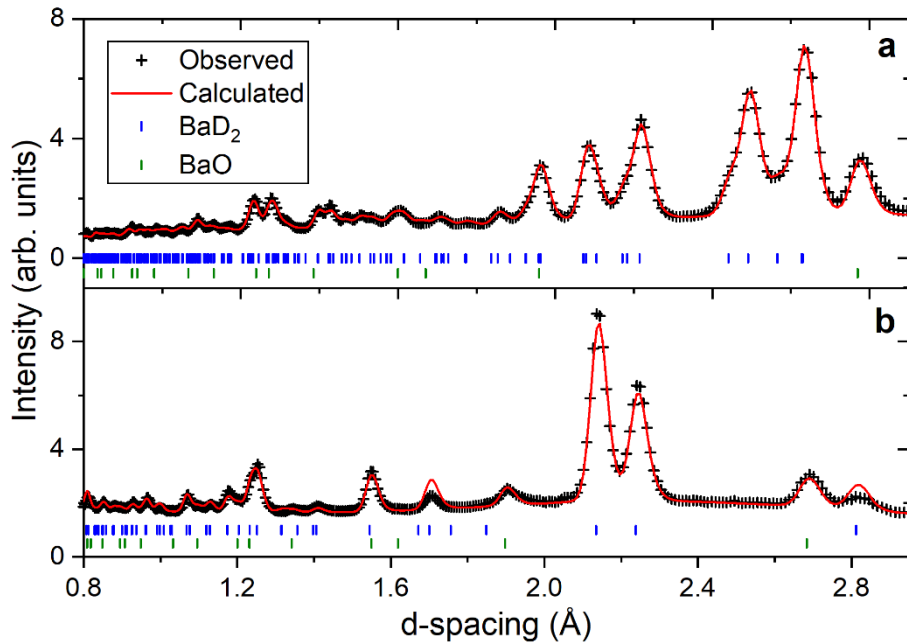 8
a
Observed
Calculated
BaD₂
BaO
4
0
b
8
4
0
0.8 1.2 1.6 2.0 2.4 2.8
Intensity (arb. units)
d-spacing (Å)